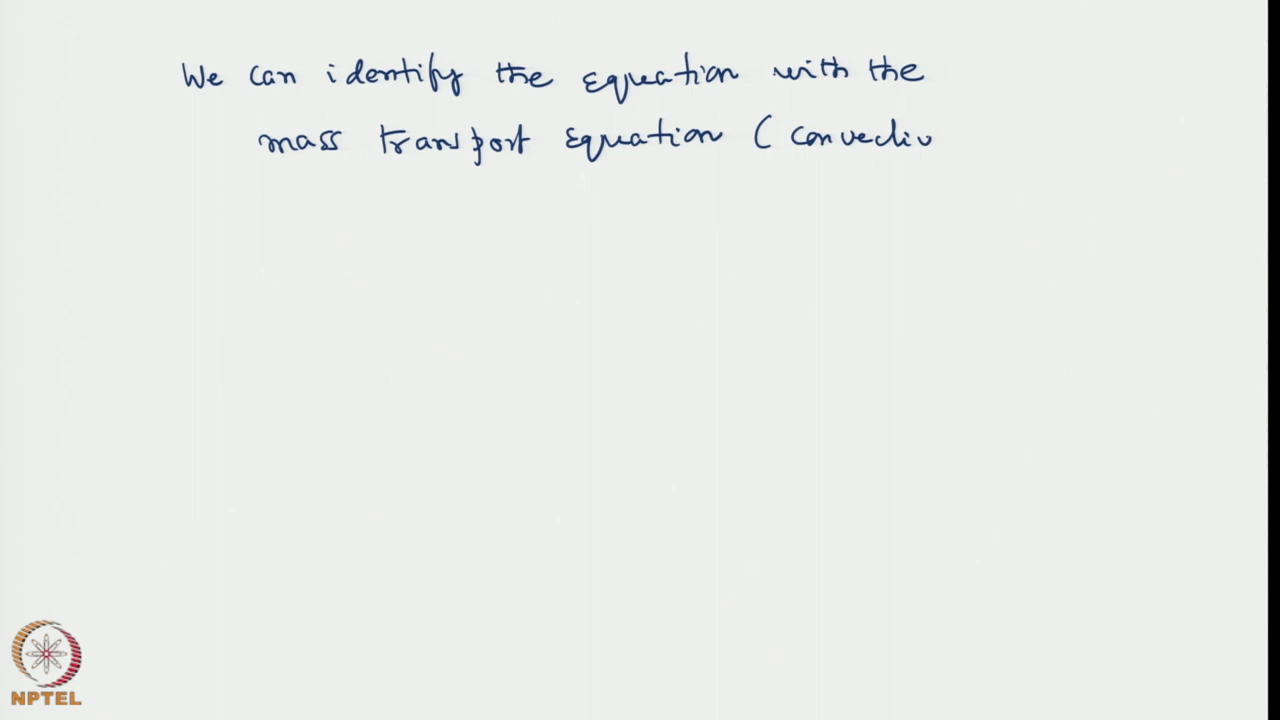 We can identify the equation with the
mass transport equation ( convectiv
NPTEL